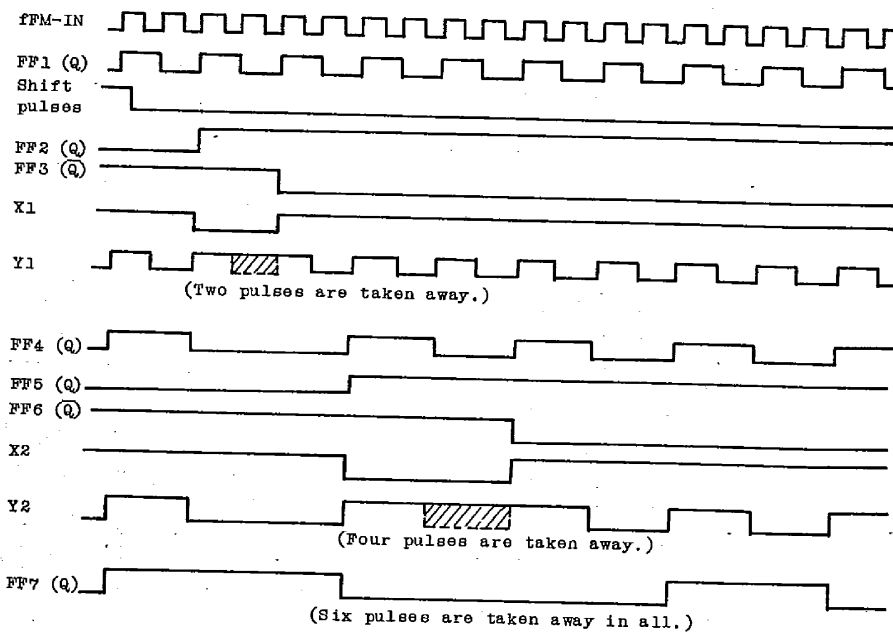 fFM-IN
FF1 (Q)
Shift
pulses
FF2 (Q)
FF3 (Q̅)
X1
Y1
(Two pulses are taken away.)
FF4 (Q)
FF5 (Q)
FF6 (Q̅)
X2
Y2
(Four pulses are taken away.)
FF7 (Q)
(Six pulses are taken away in all.)